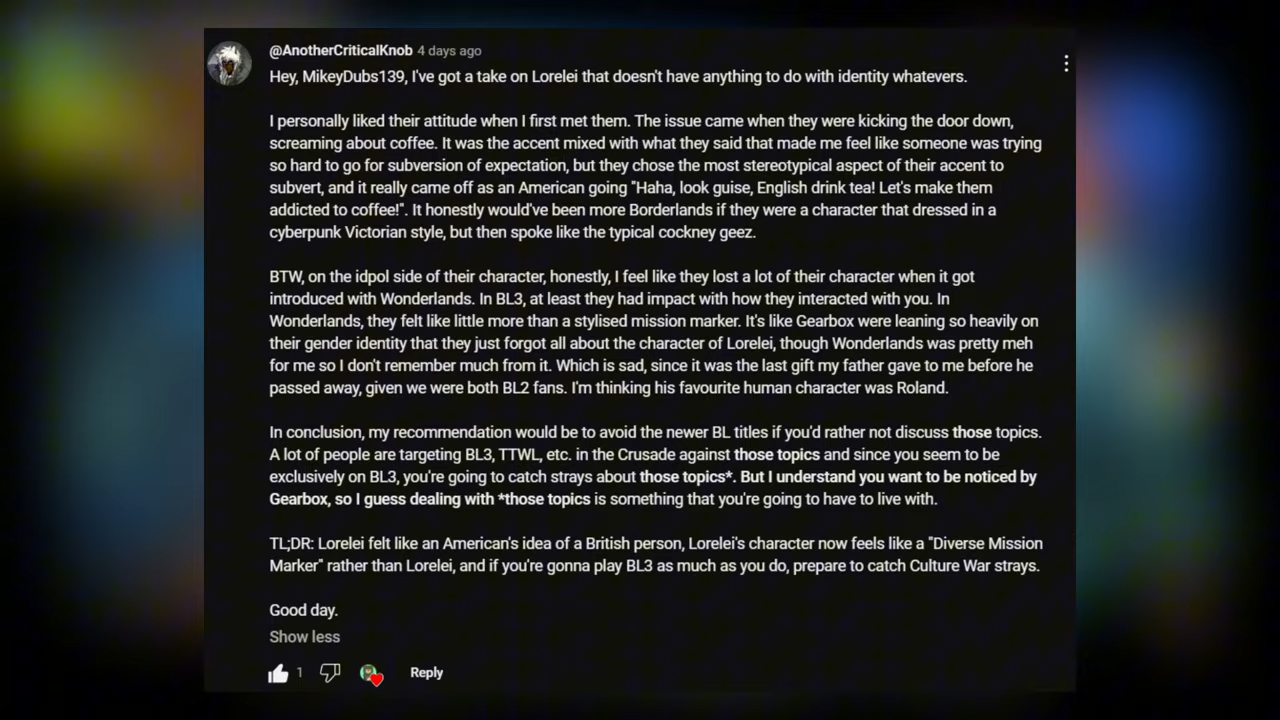 @AnotherCriticalKnob 4 days ago
Hey, MikeyDubs139, I've got a take on Lorelei that doesn't have anything to do with identity whatevers.
I personally liked their attitude when I first met them. The issue came when they were kicking the door down,
screaming about coffee. It was the accent mixed with what they said that made me feel like someone was trying
so hard to go for subversion of expectation, but they chose the most stereotypical aspect of their accent to
subvert, and it really came off as an American going "Haha, look guise, English drink tea! Let's make them
addicted to coffee!". It honestly would've been more Borderlands if they were a character that dressed in a
cyberpunk Victorian style, but then spoke like the typical cockney geez.
BTW, on the idpol side of their character, honestly, I feel like they lost a lot of their character when it got
introduced with Wonderlands. In BL3, at least they had impact with how they interacted with you. In
Wonderlands, they felt like little more than a stylised mission marker. It's like Gearbox were leaning so heavily on
their gender identity that they just forgot all about the character of Lorelei, though Wonderlands was pretty meh
for me so I don't remember much from it. Which is sad, since it was the last gift my father gave to me before he
passed away, given we were both BL2 fans. I'm thinking his favourite human character was Roland.
In conclusion, my recommendation would be to avoid the newer BL titles if you'd rather not discuss those topics.
A lot of people are targeting BL3, TTWL, etc. in the Crusade against those topics and since you seem to be
exclusively on BL3, you're going to catch strays about those topics*. But I understand you want to be noticed by
Gearbox, so I guess dealing with *those topics is something that you're going to have to live with.
TL;DR: Lorelei felt like an American's idea of a British person, Lorelei's character now feels like a "Diverse Mission
Marker" rather than Lorelei, and if you're gonna play BL3 as much as you do, prepare to catch Culture War strays.
Good day.
Show less
1 Reply